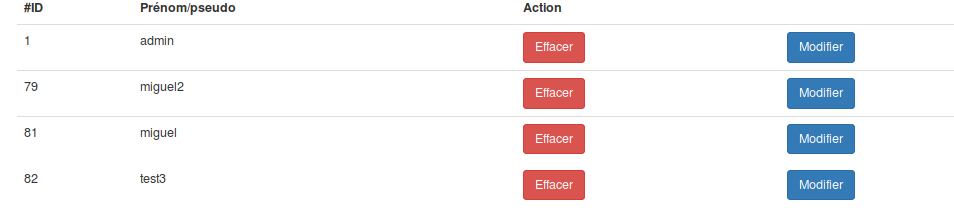 #ID Prénom/pseudo Action
1 admin Effacer Modifier
79 miguel2 Effacer Modifier
81 miguel Effacer Modifier
82 test3 Effacer Modifier